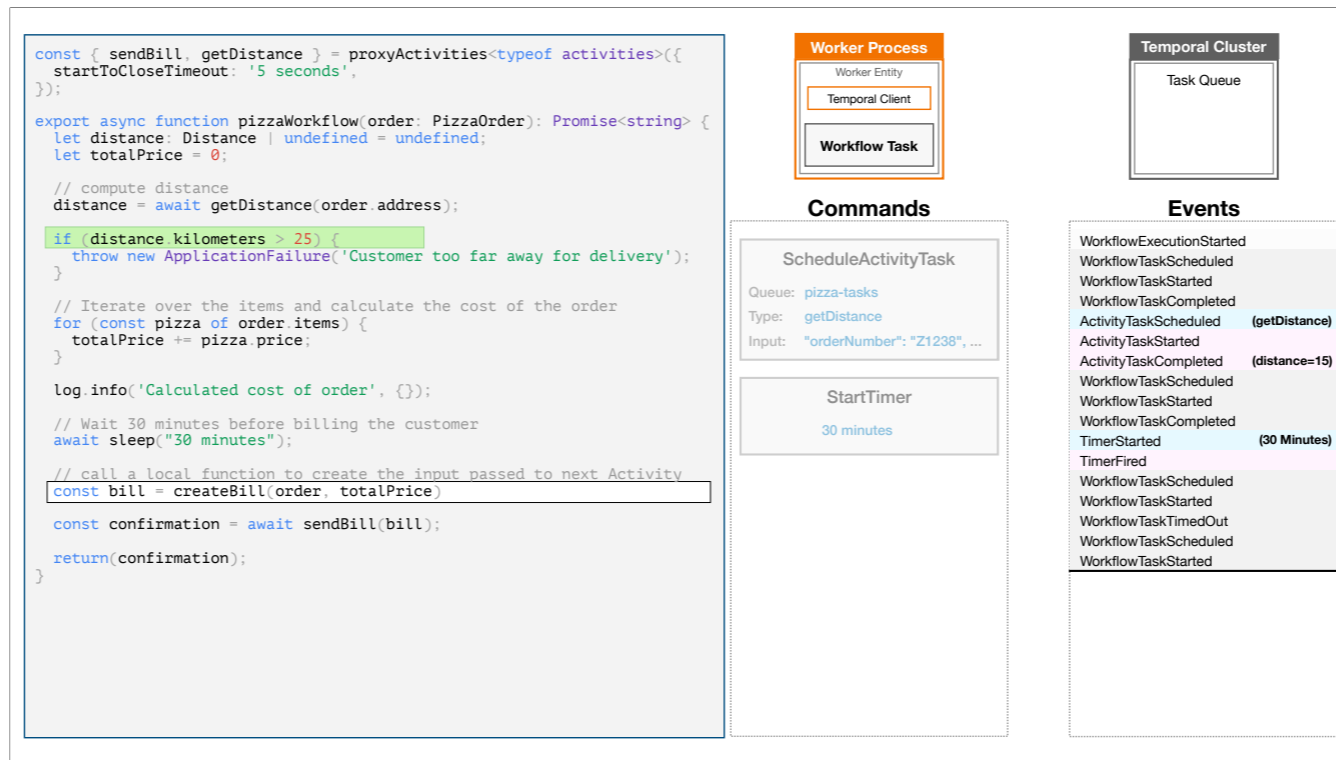 const { sendBill, getDistance } = proxyActivities<typeof activities>({
  startToCloseTimeout: '5 seconds',
});
export async function pizzaWorkflow(order: PizzaOrder): Promise<string> {
  let distance: Distance | undefined = undefined;
  let totalPrice = 0;
  // compute distance
  distance = await getDistance(order.address);
  if (distance.kilometers > 25) {
    throw new ApplicationFailure('Customer too far away for delivery');
  }
  // Iterate over the items and calculate the cost of the order
  for (const pizza of order.items) {
    totalPrice += pizza.price;
  }
  log.info('Calculated cost of order', {});
  // Wait 30 minutes before billing the customer
  await sleep("30 minutes");
  // call a local function to create the input passed to next Activity
  const bill = createBill(order, totalPrice)
  const confirmation = await sendBill(bill);
  return(confirmation);
}
Worker Process
Worker Entity
Temporal Client
Workflow Task
Commands
ScheduleActivityTask
Queue: pizza-tasks
Type: getDistance
Input: "orderNumber": "Z1238", ...
StartTimer
30 minutes
Temporal Cluster
Task Queue
Events
WorkflowExecutionStarted
WorkflowTaskScheduled
WorkflowTaskStarted
WorkflowTaskCompleted
ActivityTaskScheduled (getDistance)
ActivityTaskStarted
ActivityTaskCompleted (distance=15)
WorkflowTaskScheduled
WorkflowTaskStarted
WorkflowTaskCompleted
TimerStarted (30 Minutes)
TimerFired
WorkflowTaskScheduled
WorkflowTaskStarted
WorkflowTaskTimedOut
WorkflowTaskScheduled
WorkflowTaskStarted